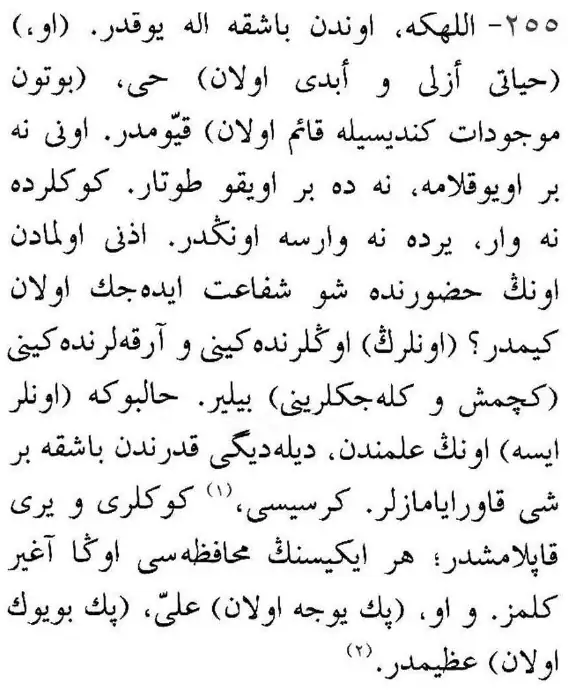 ٢٥٥- اللهكه، اوندن باشقه اله يوقدر. (او،)
(حياتى أزلى و أبدى اولان) حى، (بوتون
موجودات كنديسيله قائم اولان) قيّومدر. اونى نه
بر اويوقلامه، نه ده بر اويقو طوتار. كوكلرده
نه وار، يرده نه وارسه اونڭدر. اذنى اولمادن
اونڭ حضورنده شو شفاعت ايده‌جك اولان
كيمدر؟ (اونلرڭ) اوڭلرنده‌كينى و آرقه‌لرنده‌كينى
(كچمش و كله‌جكلرينى) بيلير. حالبوكه (اونلر
ايسه) اونڭ علمندن، ديله‌ديگى قدرندن باشقه بر
شى قاورايامازلر. كرسيسى،(١) كوكلرى و يرى
قاپلامشدر؛ هر ايكيسنڭ محافظه‌سى اوڭا آغير
كلمز. و او، (پك يوجه اولان) علىّ، (پك بويوك
اولان) عظيمدر.(٢)